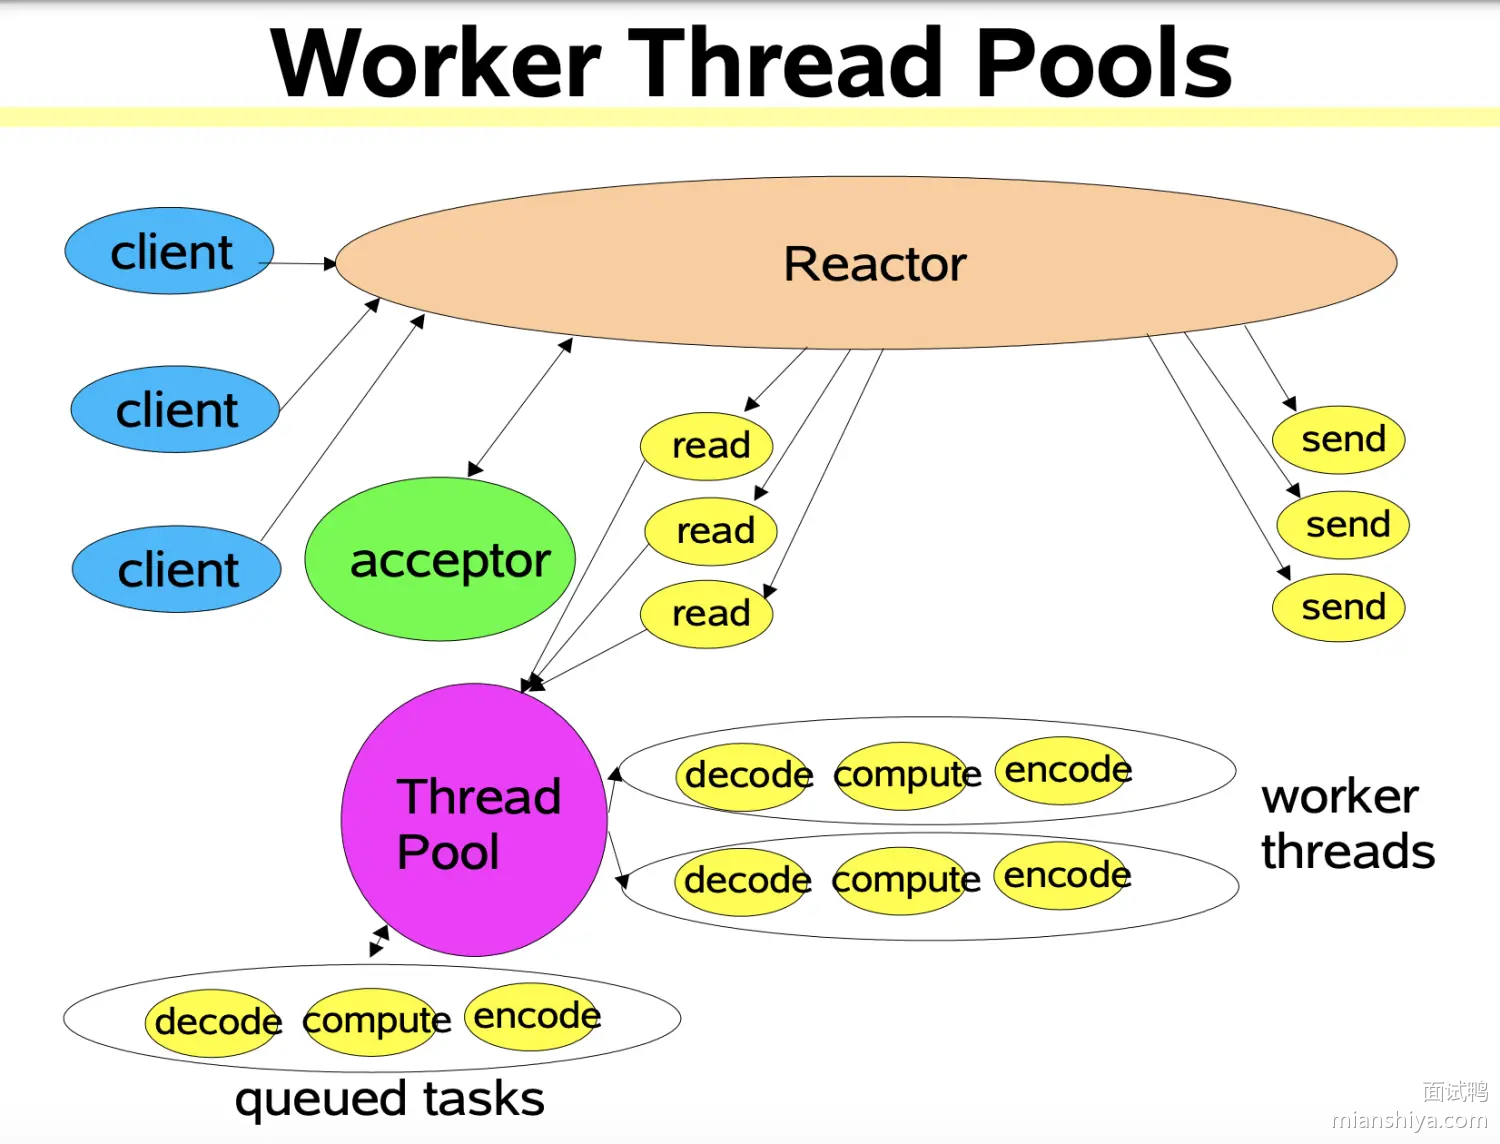 Worker Thread Pools
client
Reactor
client
client
acceptor
read
read
read
send
send
send
Thread
Pool
decode compute encode
decode compute encode
worker
threads
decode compute encode
queued tasks
面试鸭
mianshiya.com